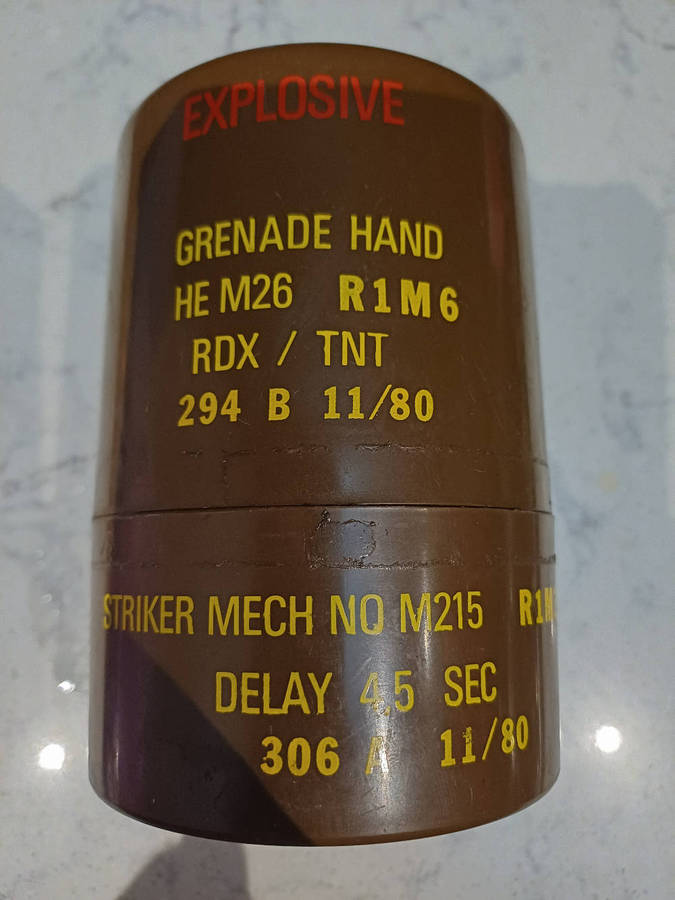 EXPLOSIVE
GRENADE HAND
HE M26 R1M6
RDX / TNT
294 B 11/80
STRIKER MECH NO M215 R1M
DELAY 4,5 SEC
306 A 11/80